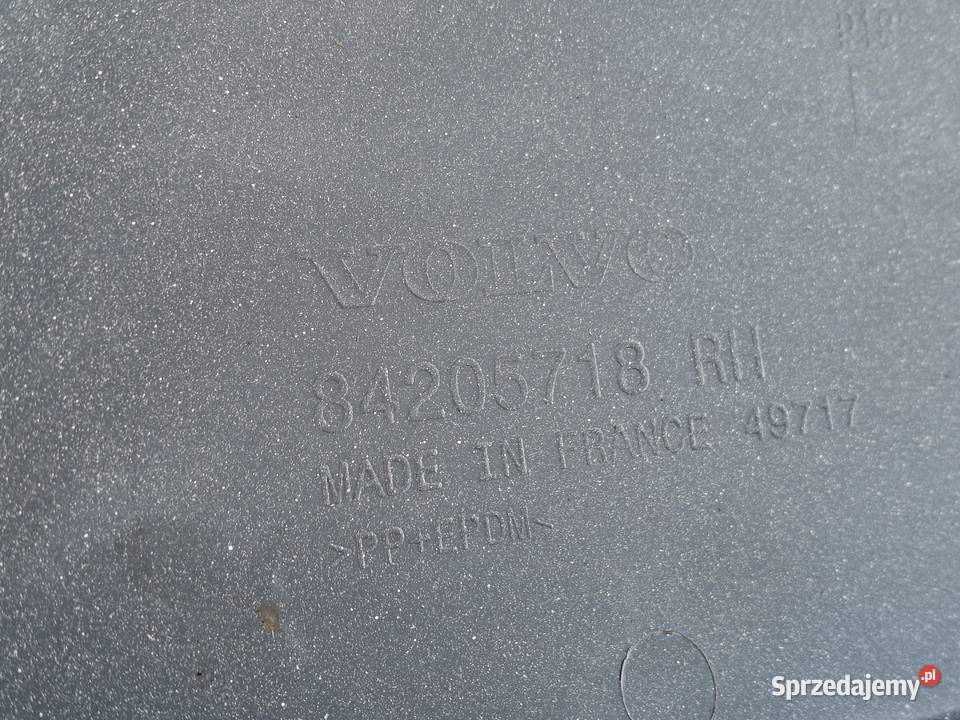 VOLVO
84205718 RH
MADE IN FRANCE 49717
>PP+EPDM<
Sprzedajemy.pl